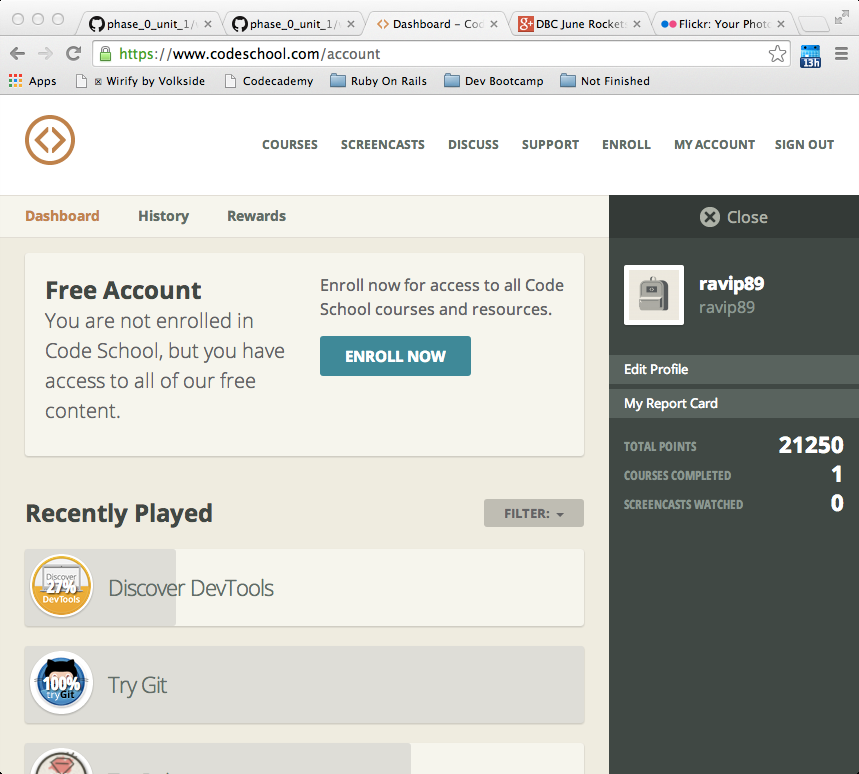 phase_0_unit_1/
phase_0_unit_1/
Dashboard – Co
DBC June Rocket
Flickr: Your Phot
https://www.codeschool.com/account
13h
Apps
Wirify by Volkside
Codecademy
Ruby On Rails
Dev Bootcamp
Not Finished
COURSES
SCREENCASTS
DISCUSS
SUPPORT
ENROLL
MY ACCOUNT
SIGN OUT
Dashboard
History
Rewards
Close
Free Account
You are not enrolled in
Code School, but you have
access to all of our free
content.
Enroll now for access to all Code
School courses and resources.
ENROLL NOW
ravip89
ravip89
Edit Profile
My Report Card
TOTAL POINTS 21250
COURSES COMPLETED 1
SCREENCASTS WATCHED 0
Recently Played
FILTER:
Discover
27%
DevTools
Discover DevTools
100%
tryGit
Try Git